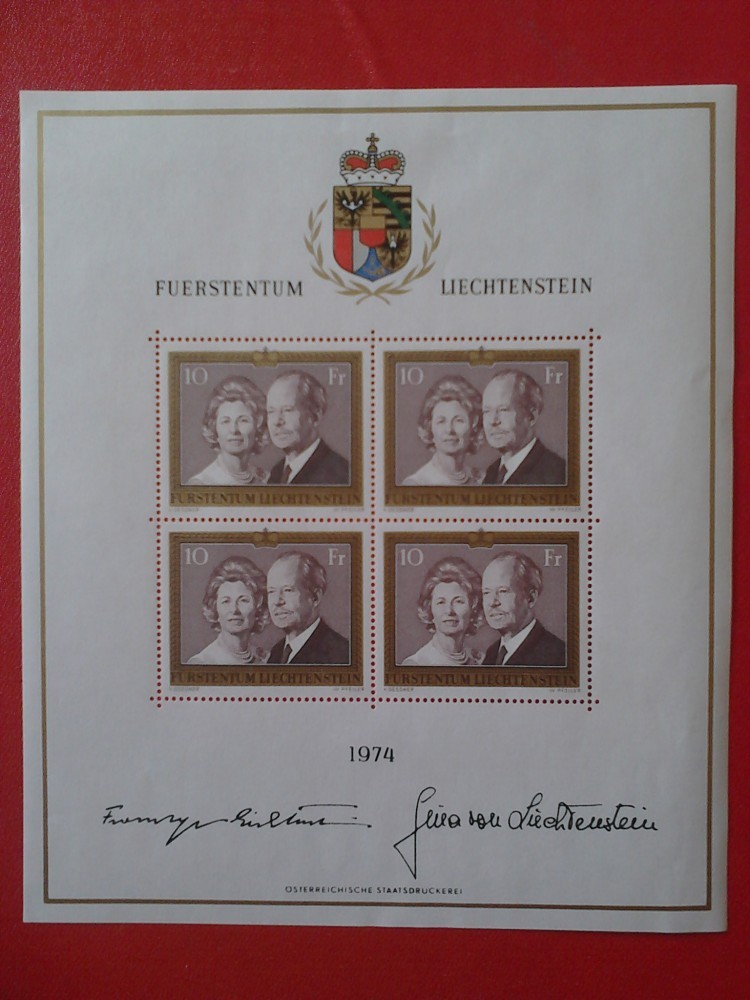 FUERSTENTUM LIECHTENSTEIN
10 Fr
FÜRSTENTUM LIECHTENSTEIN
10 Fr
FÜRSTENTUM LIECHTENSTEIN
10 Fr
FÜRSTENTUM LIECHTENSTEIN
10 Fr
FÜRSTENTUM LIECHTENSTEIN
1974
Gina von Liechtenstein
ÖSTERREICHISCHE STAATSDRUCKEREI